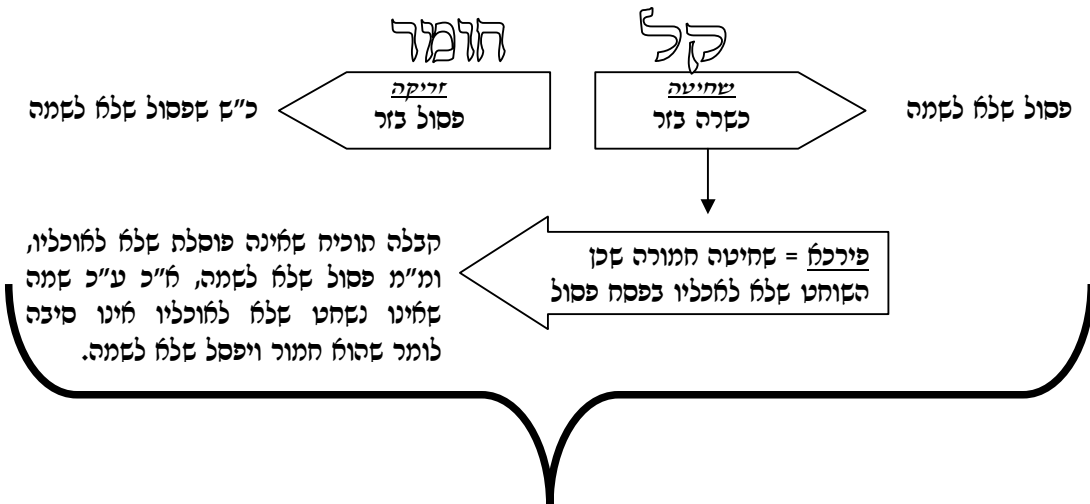 קל
חומר
פסול שלא לשמה
שחיטה
כשרה בזר
זריקה
פסול בזר
כ"ש שפסול שלא לשמה
פירכא = שחיטה חמורה שכן
השוחט שלא לאכליו בפסח פסול
קבלה תוכיח שאינה פוסלת שלא לאוכליו,
ומ"מ פסול שלא לשמה, א"כ ע"כ שמה
שאינו נשחט שלא לאוכליו אינו סיבה
לומר שהוא חמור ויפסל שלא לשמה.